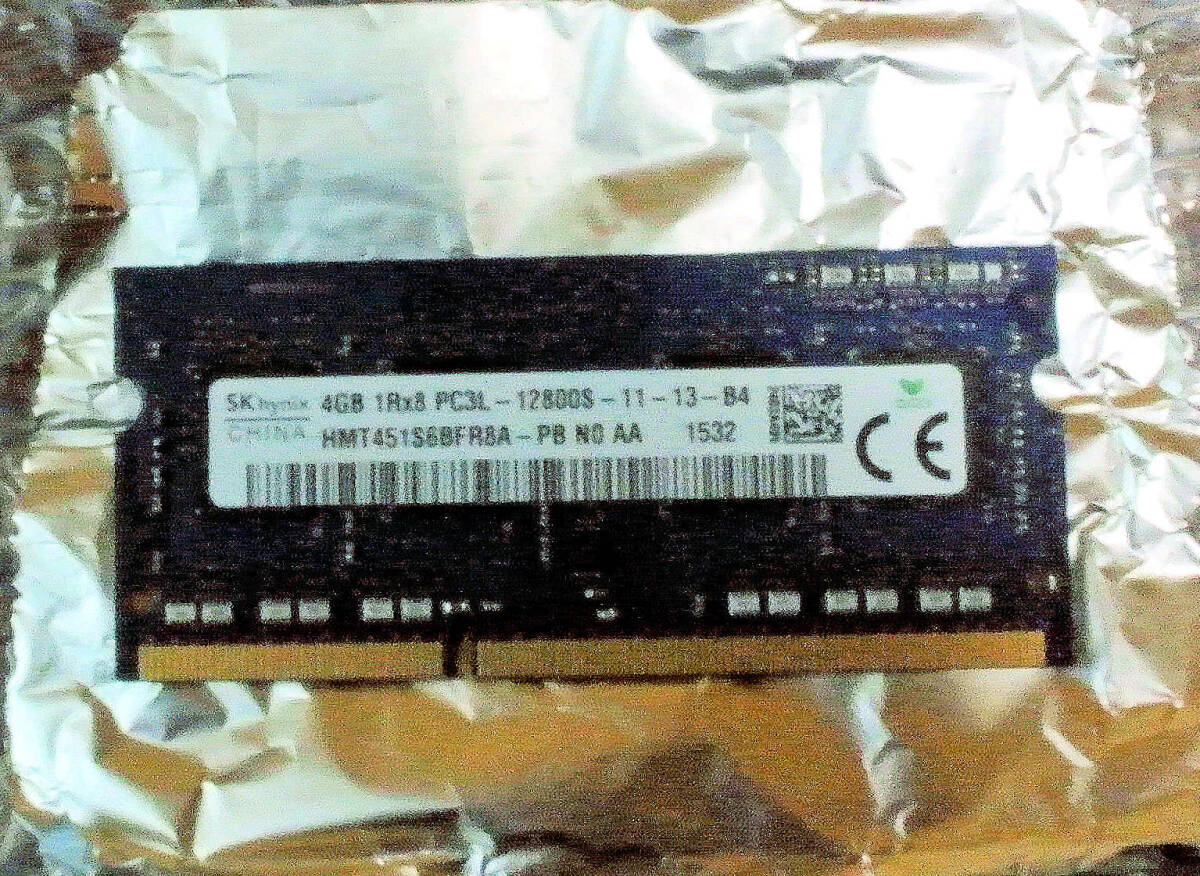 SK hynix 4GB 1Rx8 PC3L-12800S-11-13-B4
CHINA HMT451S6BFR8A-PB N0 AA 1532
CE